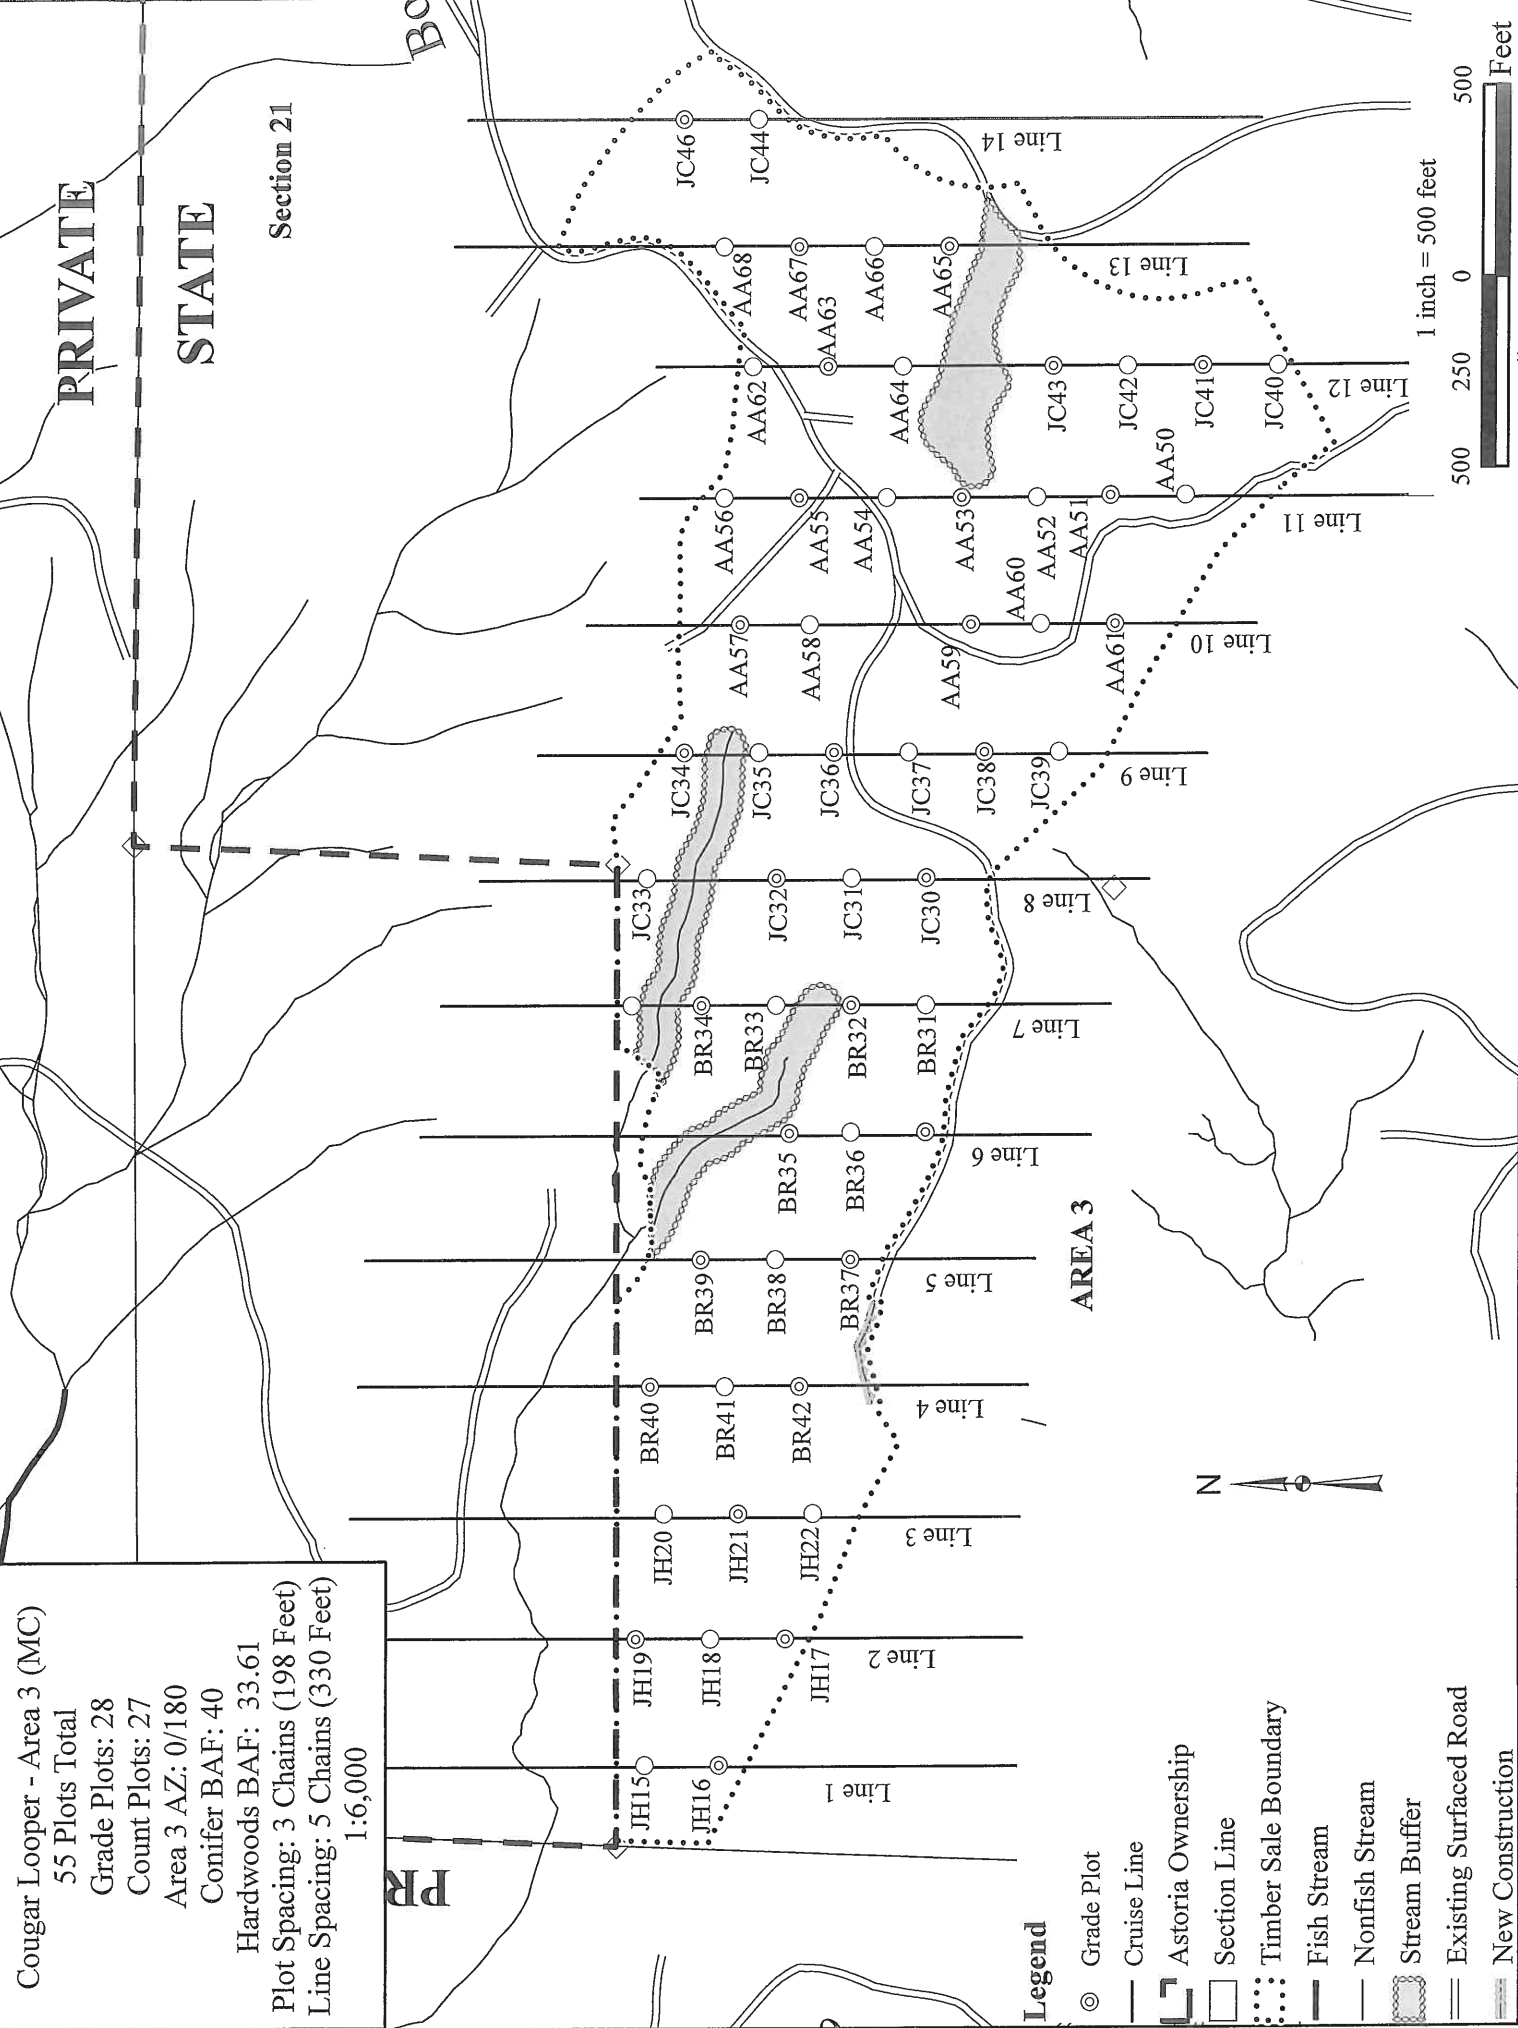 Cougar Looper - Area 3 (MC)
55 Plots Total
Grade Plots: 28
Count Plots: 27
Area 3 AZ: 0/180
Conifer BAF: 40
Hardwoods BAF: 33.61
Plot Spacing: 3 Chains (198 Feet)
Line Spacing: 5 Chains (330 Feet)
1:6,000
PRIVATE
STATE
Section 21
Bo
PR
JH15
JH16
Line 1
JH19
JH18
JH17
Line 2
JH20
JH21
JH22
Line 3
BR40
BR41
BR42
Line 4
BR39
BR38
BR37
Line 5
BR35
BR36
Line 6
BR34
BR33
BR32
BR31
Line 7
JC33
JC32
JC31
JC30
Line 8
JC34
JC35
JC36
JC37
JC38
JC39
Line 9
AA57
AA58
AA59
AA60
AA61
Line 10
AA56
AA55
AA54
AA53
AA52
AA51
AA50
Line 11
AA62
AA63
AA64
JC43
JC42
JC41
JC40
Line 12
AA68
AA67
AA66
AA65
Line 13
JC46
JC44
Line 14
AREA 3
N
Legend
Grade Plot
Cruise Line
Astoria Ownership
Section Line
Timber Sale Boundary
Fish Stream
Nonfish Stream
Stream Buffer
Existing Surfaced Road
New Construction
1 inch = 500 feet
500 250 0 500
Feet